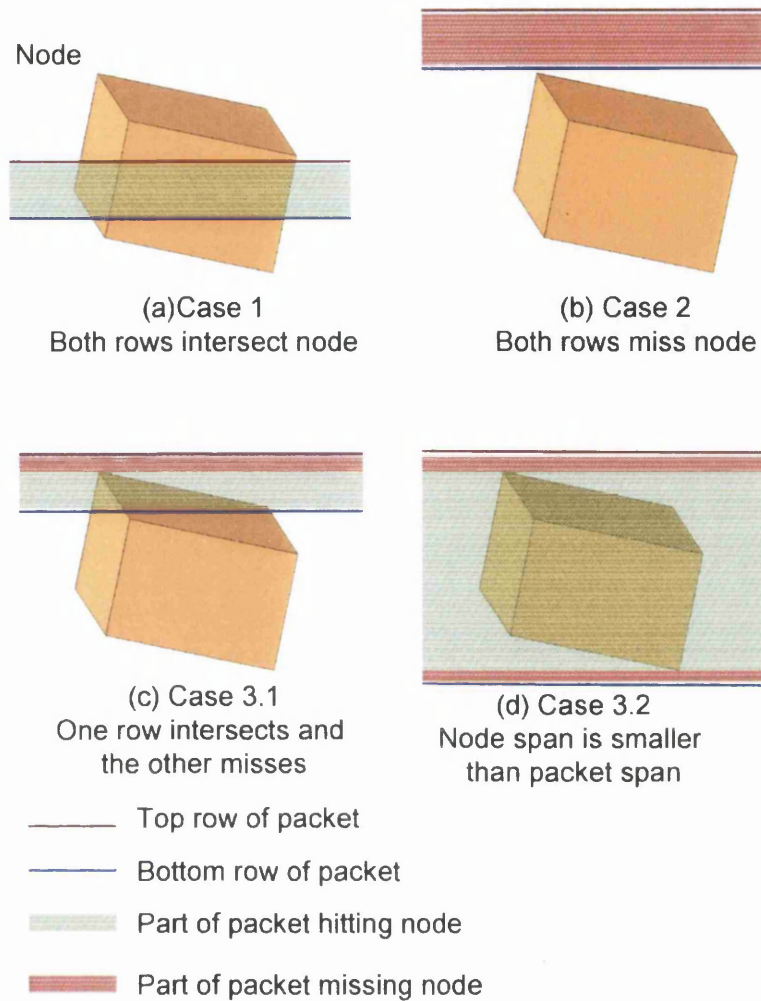 Node
(a)Case 1
Both rows intersect node
(b) Case 2
Both rows miss node
(c) Case 3.1
One row intersects and
the other misses
(d) Case 3.2
Node span is smaller
than packet span
Top row of packet
Bottom row of packet
Part of packet hitting node
Part of packet missing node